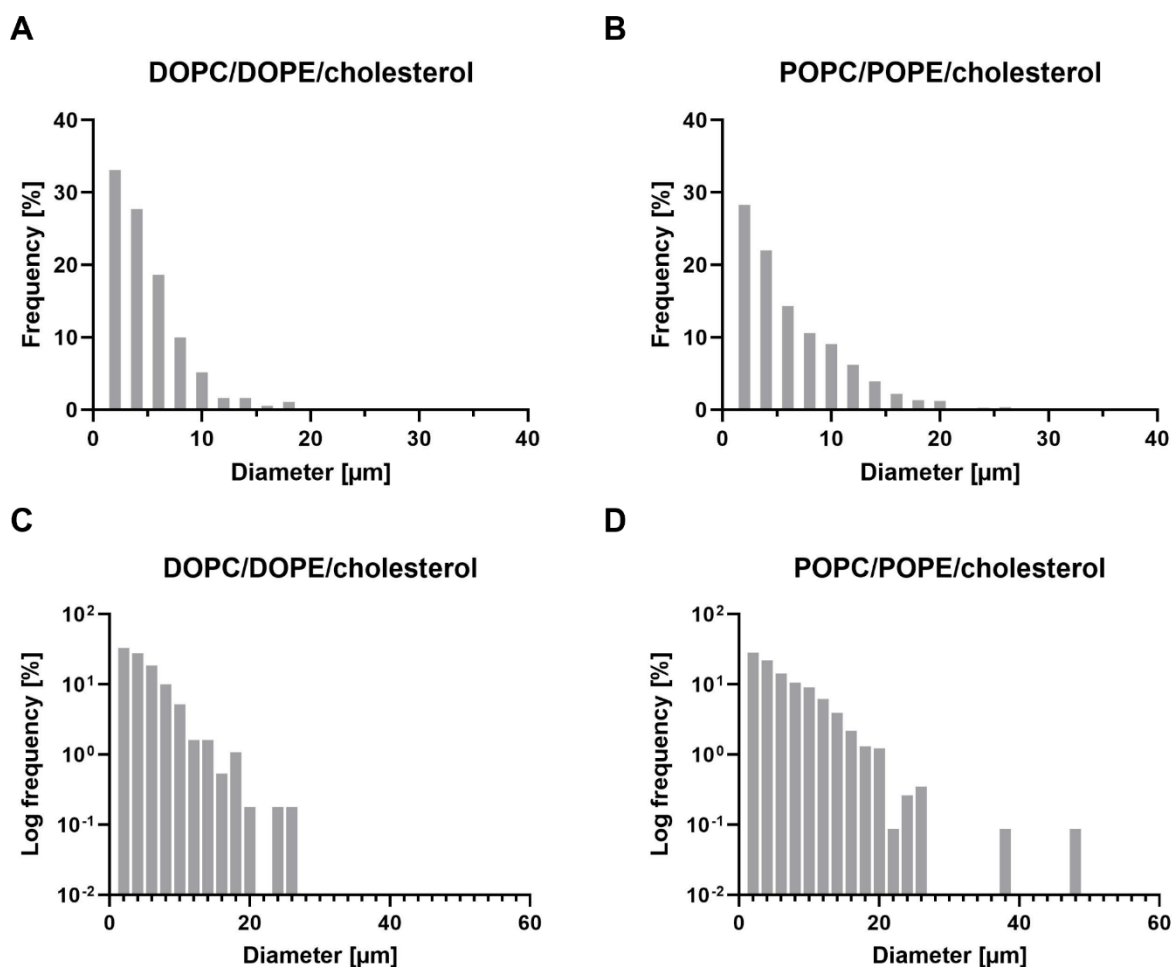 A
DOPC/DOPE/cholesterol
Frequency [%]
40
30
20
10
0
0 10 20 30 40
Diameter [µm]
B
POPC/POPE/cholesterol
Frequency [%]
40
30
20
10
0
0 10 20 30 40
Diameter [µm]
C
DOPC/DOPE/cholesterol
Log frequency [%]
10²
10¹
10⁰
10⁻¹
10⁻²
0 20 40 60
Diameter [µm]
D
POPC/POPE/cholesterol
Log frequency [%]
10²
10¹
10⁰
10⁻¹
10⁻²
0 20 40 60
Diameter [µm]